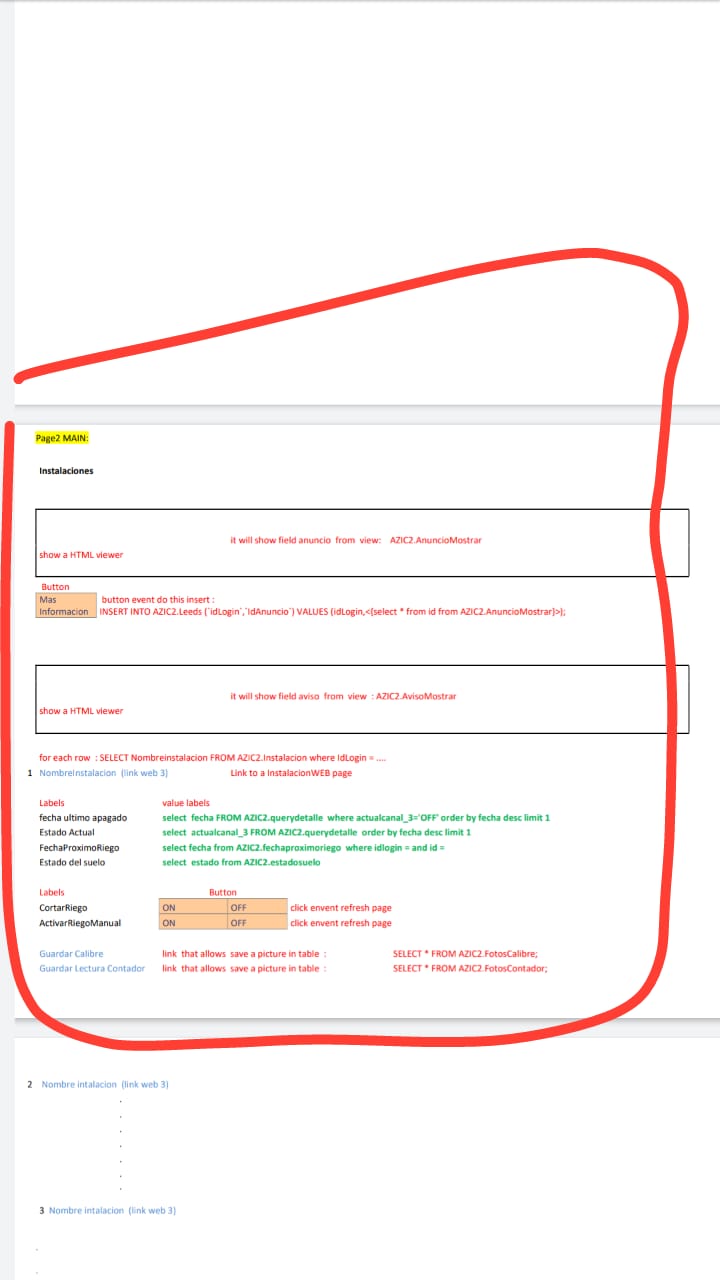 Page2 MAIN:
Instalaciones
it will show field anuncio from view: AZIC2.AnuncioMostrar
show a HTML viewer
Button
Mas button event do this insert :
Informacion INSERT INTO AZIC2.Leeds (`idLogin`,`IdAnuncio`) VALUES (idLogin,<{select * from id from AZIC2.AnuncioMostrar}>);
it will show field aviso from view : AZIC2.AvisoMostrar
show a HTML viewer
for each row : SELECT Nombreinstalacion FROM AZIC2.Instalacion where IdLogin = ....
1 NombreInstalacion (link web 3) Link to a InstalacionWEB page
Labels value labels
fecha ultimo apagado select fecha FROM AZIC2.querydetalle where actualcanal_3='OFF' order by fecha desc limit 1
Estado Actual select actualcanal_3 FROM AZIC2.querydetalle order by fecha desc limit 1
FechaProximoRiego select fecha from AZIC2.fechaproximoriego where idlogin = and id =
Estado del suelo select estado from AZIC2.estadosuelo
Labels Button
CortarRiego ON OFF click envent refresh page
ActivarRiegoManual ON OFF click envent refresh page
Guardar Calibre link that allows save a picture in table : SELECT * FROM AZIC2.FotosCalibre;
Guardar Lectura Contador link that allows save a picture in table : SELECT * FROM AZIC2.FotosContador;
2 Nombre intalacion (link web 3)
.
.
.
.
.
.
.
3 Nombre intalacion (link web 3)
.
.